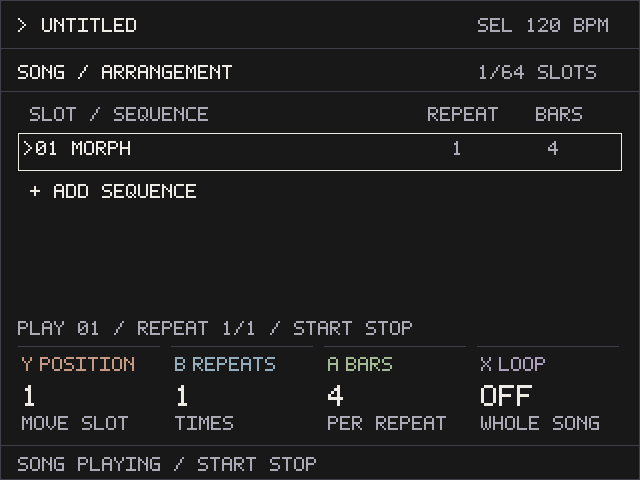 > UNTITLED SEL 120 BPM
SONG / ARRANGEMENT 1/64 SLOTS
SLOT / SEQUENCE REPEAT BARS
>01 MORPH 1 4
+ ADD SEQUENCE
PLAY 01 / REPEAT 1/1 / START STOP
Y POSITION B REPEATS A BARS X LOOP
1 1 4 OFF
MOVE SLOT TIMES PER REPEAT WHOLE SONG
SONG PLAYING / START STOP